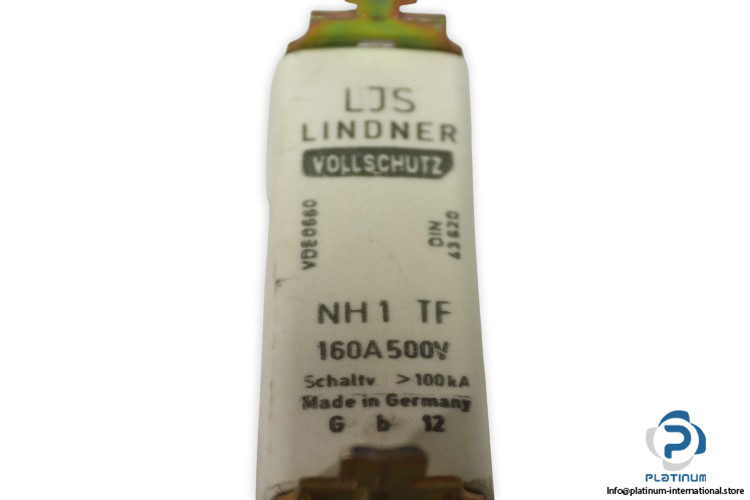 LJS
LINDNER
VOLLSCHUTZ
VDE0660
DIN
43620
NH1 TF
160A500V
Schaltv >100kA
Made in Germany
G b 12
PLATINUM
Info@platinum-international.store